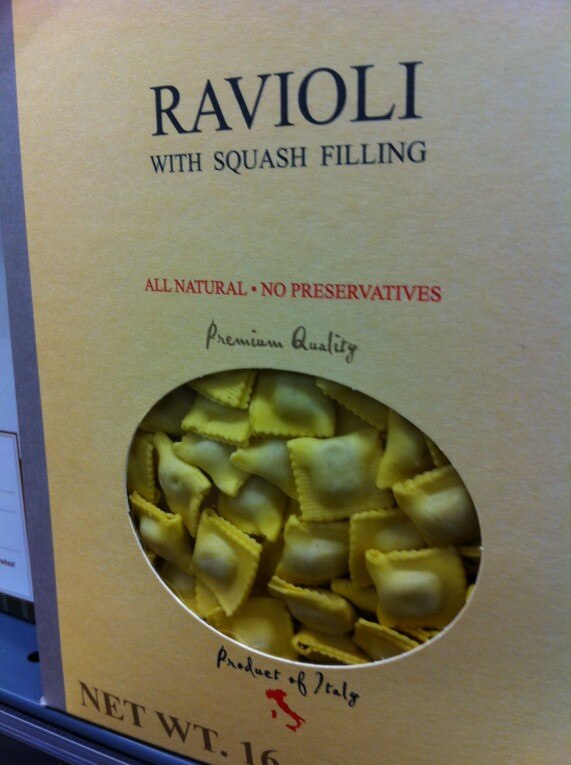 RAVIOLI
WITH SQUASH FILLING
ALL NATURAL • NO PRESERVATIVES
Premium Quality
Product of Italy
NET WT. 16